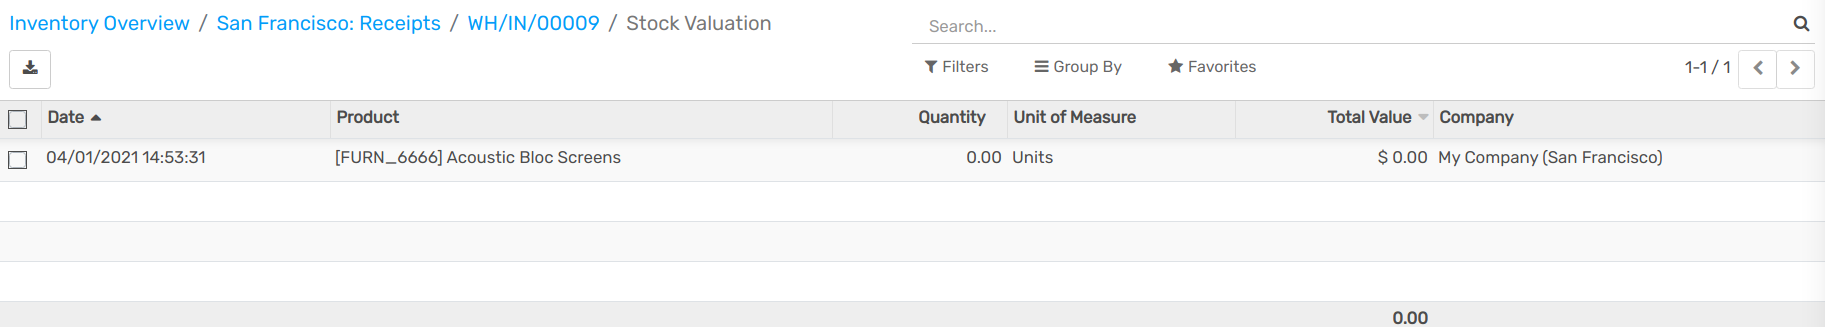 Inventory Overview / San Francisco: Receipts / WH/IN/00009 / Stock Valuation
Search...
Filters Group By Favorites 1-1 / 1
Date Product Quantity Unit of Measure Total Value Company
04/01/2021 14:53:31 [FURN_6666] Acoustic Bloc Screens 0.00 Units $ 0.00 My Company (San Francisco)
0.00